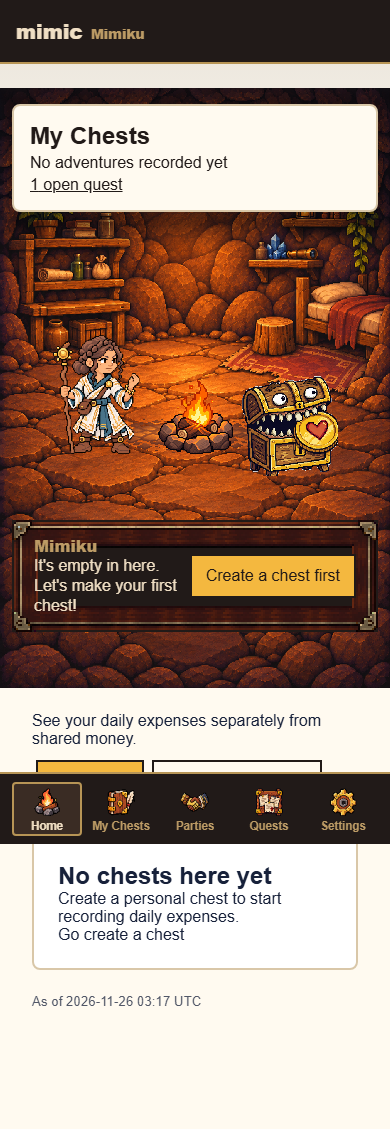 mimic Mimiku
My Chests
No adventures recorded yet
1 open quest
Mimiku
It's empty in here.
Let's make your first
chest!
Create a chest first
See your daily expenses separately from
shared money.
Home
My Chests
Parties
Quests
Settings
No chests here yet
Create a personal chest to start
recording daily expenses.
Go create a chest
As of 2026-11-26 03:17 UTC